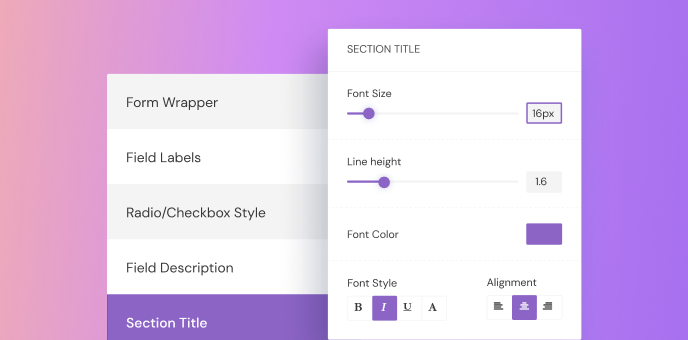 Form Wrapper
Field Labels
Radio/Checkbox Style
Field Description
Section Title
SECTION TITLE
Font Size
16px
Line height
1.6
Font Color
Font Style
B I U A
Alignment